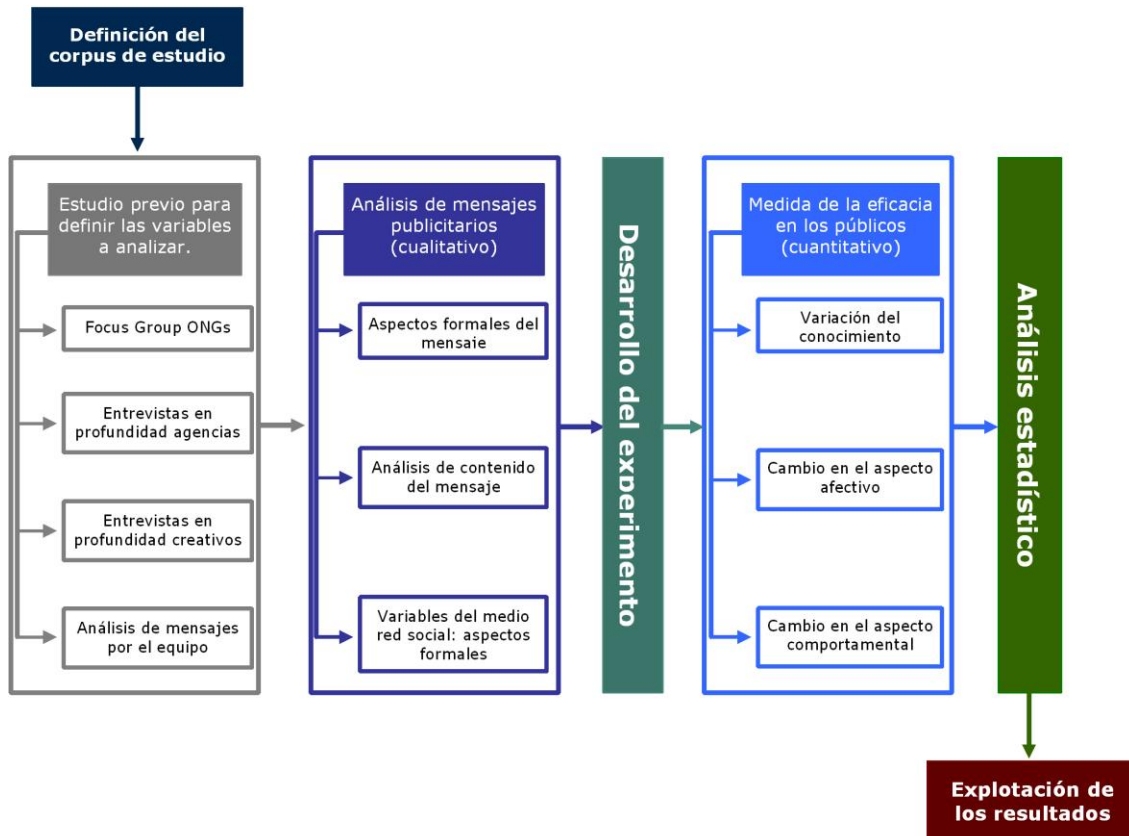 Definición del
corpus de estudio
Estudio previo para
definir las variables
a analizar.
Focus Group ONGs
Entrevistas en
profundidad agencias
Entrevistas en
profundidad creativos
Análisis de mensajes
por el equipo
Análisis de mensajes
publicitarios
(cualitativo)
Aspectos formales del
mensaje
Análisis de contenido
del mensaje
Variables del medio
red social: aspectos
formales
Desarrollo del experimento
Medida de la eficacia
en los públicos
(cuantitativo)
Variación del
conocimiento
Cambio en el aspecto
afectivo
Cambio en el aspecto
comportamental
Análisis estadístico
Explotación de
los resultados